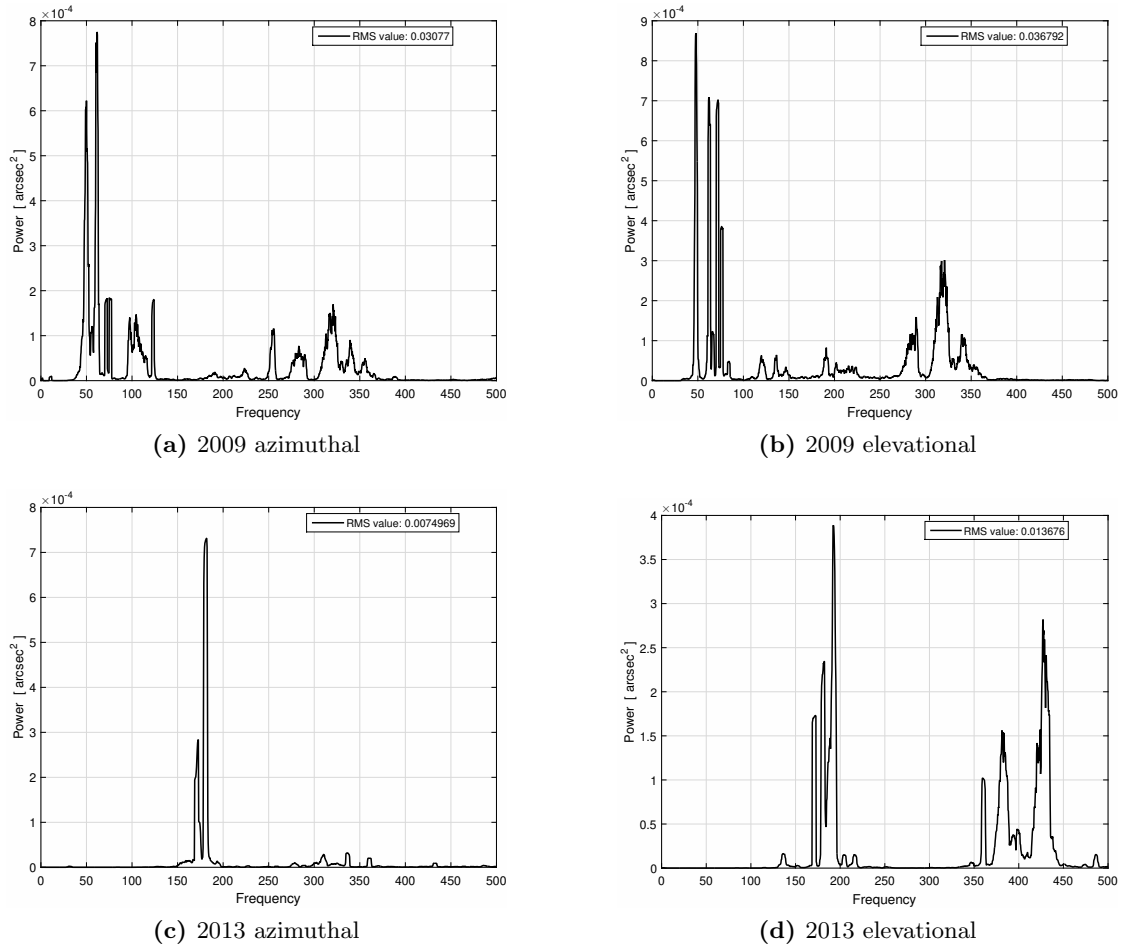 ×10⁻⁴
RMS value: 0.03077
8
7
6
5
4
3
2
1
0
Power [ arcsec² ]
0 50 100 150 200 250 300 350 400 450 500
Frequency
(a) 2009 azimuthal
×10⁻⁴
RMS value: 0.036792
9
8
7
6
5
4
3
2
1
0
Power [ arcsec² ]
0 50 100 150 200 250 300 350 400 450 500
Frequency
(b) 2009 elevational
×10⁻⁴
RMS value: 0.0074969
8
7
6
5
4
3
2
1
0
Power [ arcsec² ]
0 50 100 150 200 250 300 350 400 450 500
Frequency
(c) 2013 azimuthal
×10⁻⁴
RMS value: 0.013676
4
3.5
3
2.5
2
1.5
1
0.5
0
Power [ arcsec² ]
0 50 100 150 200 250 300 350 400 450 500
Frequency
(d) 2013 elevational